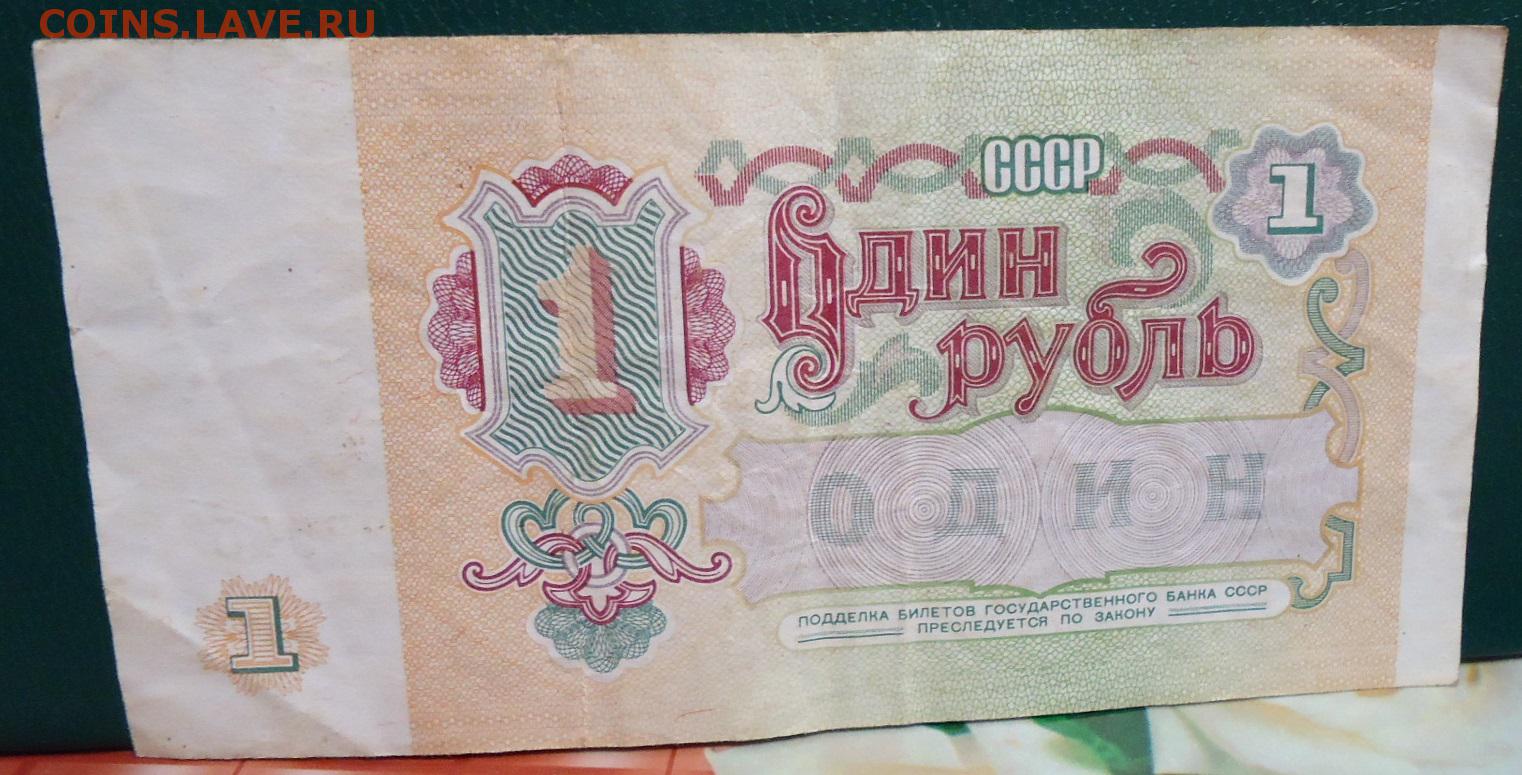 COINS.LAVE.RU
СССР
1
Один
рубль
1
ОДИН
ПОДДЕЛКА БИЛЕТОВ ГОСУДАРСТВЕННОГО БАНКА СССР
ПРЕСЛЕДУЕТСЯ ПО ЗАКОНУ
1